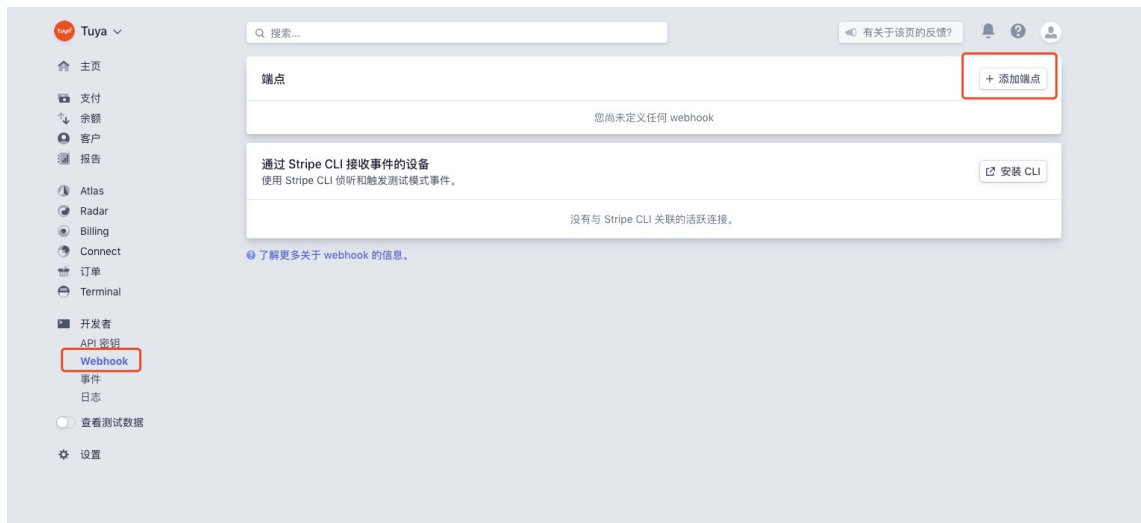 tuya
Tuya
搜索...
有关于该页的反馈?
主页
支付
余额
客户
报告
Atlas
Radar
Billing
Connect
订单
Terminal
开发者
API 密钥
Webhook
事件
日志
查看测试数据
设置
端点
+ 添加端点
您尚未定义任何 webhook
通过 Stripe CLI 接收事件的设备
使用 Stripe CLI 侦听和触发测试模式事件。
安装 CLI
没有与 Stripe CLI 关联的活跃连接。
了解更多关于 webhook 的信息。